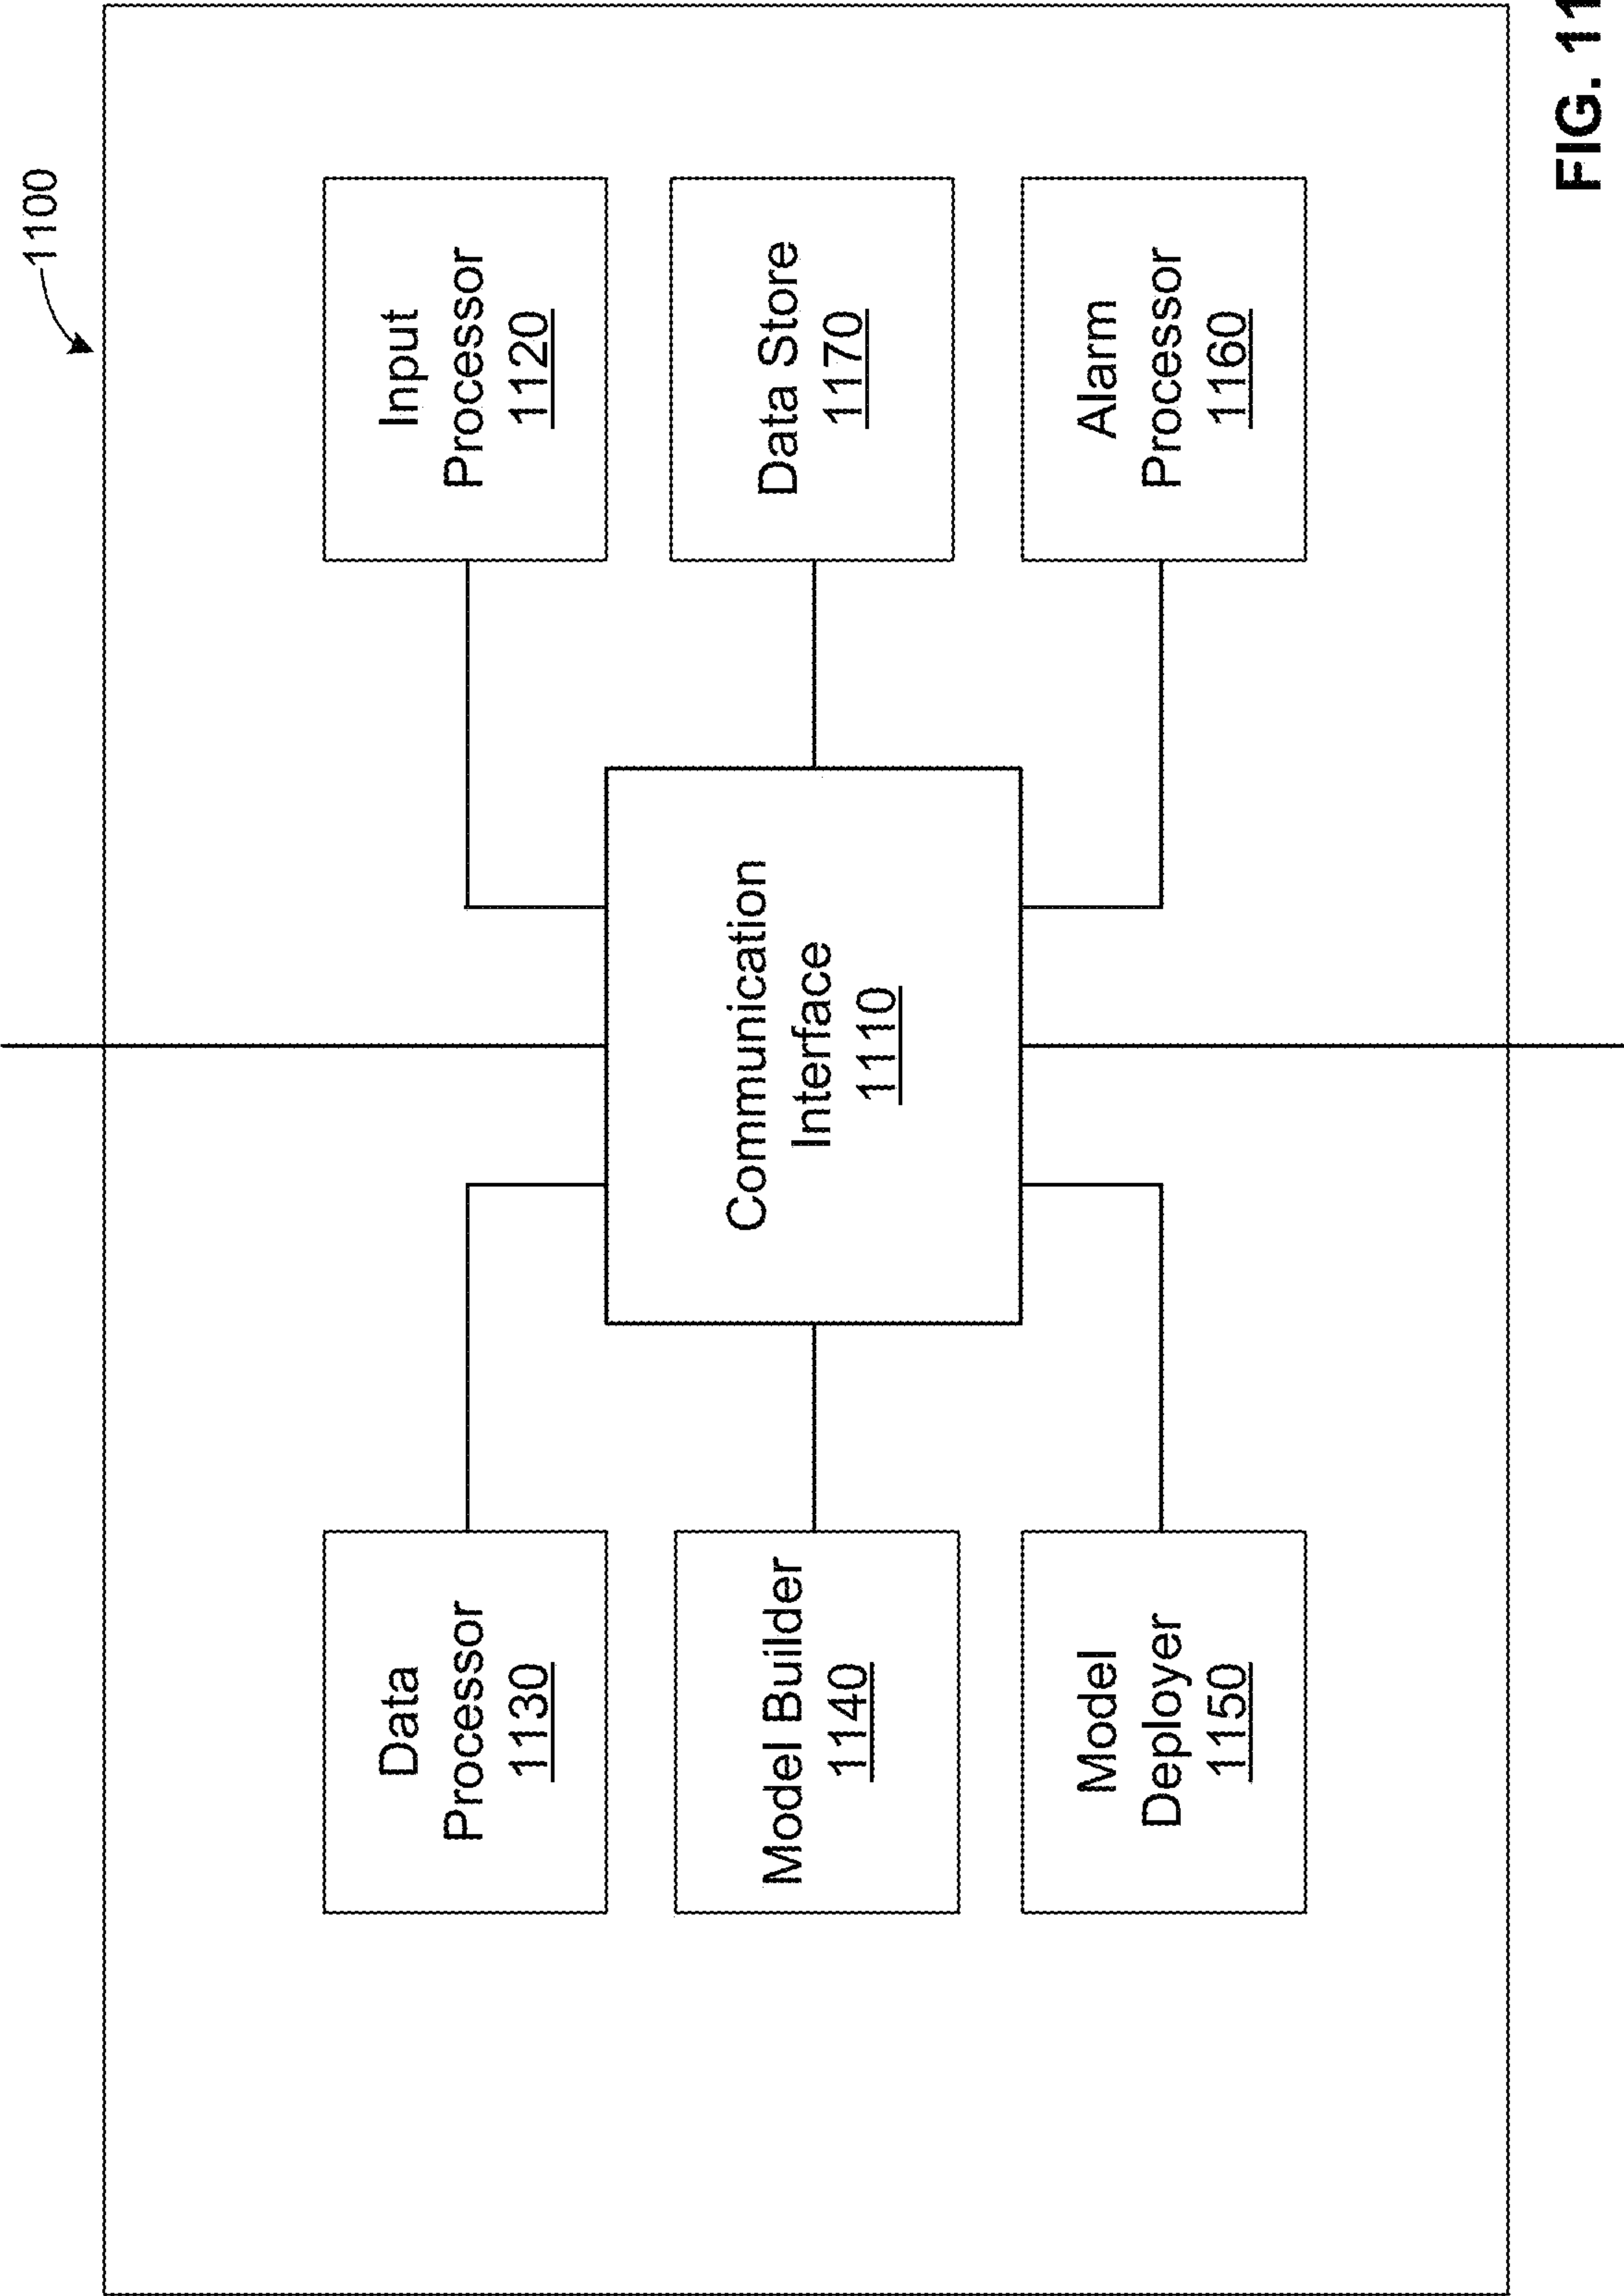 1100
Data
Processor
1130
Input
Processor
1120
Communication
Interface
1110
Model Builder
1140
Data Store
1170
Model
Deployer
1150
Alarm
Processor
1160
FIG. 11